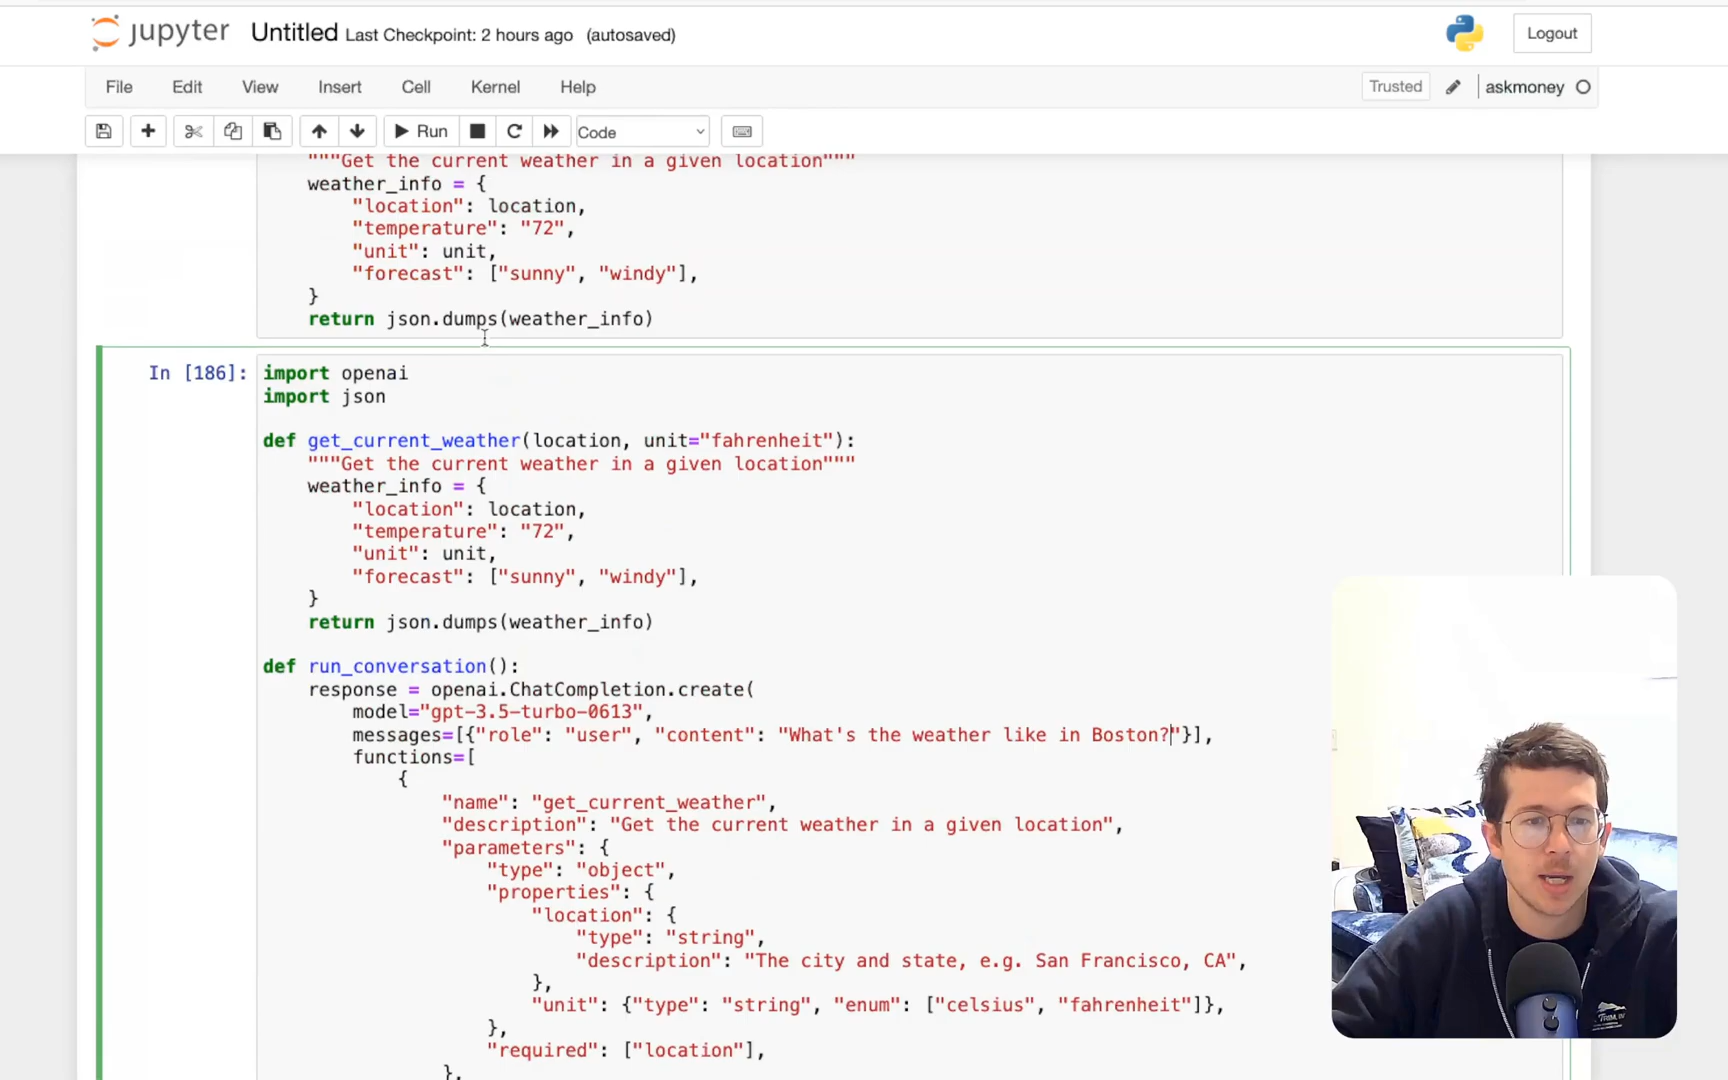 jupyter Untitled Last Checkpoint: 2 hours ago (autosaved) Logout
File Edit View Insert Cell Kernel Help Trusted askmoney
Run Code
"""Get the current weather in a given location"""
weather_info = {
"location": location,
"temperature": "72",
"unit": unit,
"forecast": ["sunny", "windy"],
}
return json.dumps(weather_info)
In [186]: import openai
import json
def get_current_weather(location, unit="fahrenheit"):
"""Get the current weather in a given location"""
weather_info = {
"location": location,
"temperature": "72",
"unit": unit,
"forecast": ["sunny", "windy"],
}
return json.dumps(weather_info)
def run_conversation():
response = openai.ChatCompletion.create(
model="gpt-3.5-turbo-0613",
messages=[{"role": "user", "content": "What's the weather like in Boston?"}],
functions=[
{
"name": "get_current_weather",
"description": "Get the current weather in a given location",
"parameters": {
"type": "object",
"properties": {
"location": {
"type": "string",
"description": "The city and state, e.g. San Francisco, CA",
},
"unit": {"type": "string", "enum": ["celsius", "fahrenheit"]},
},
"required": ["location"],
},